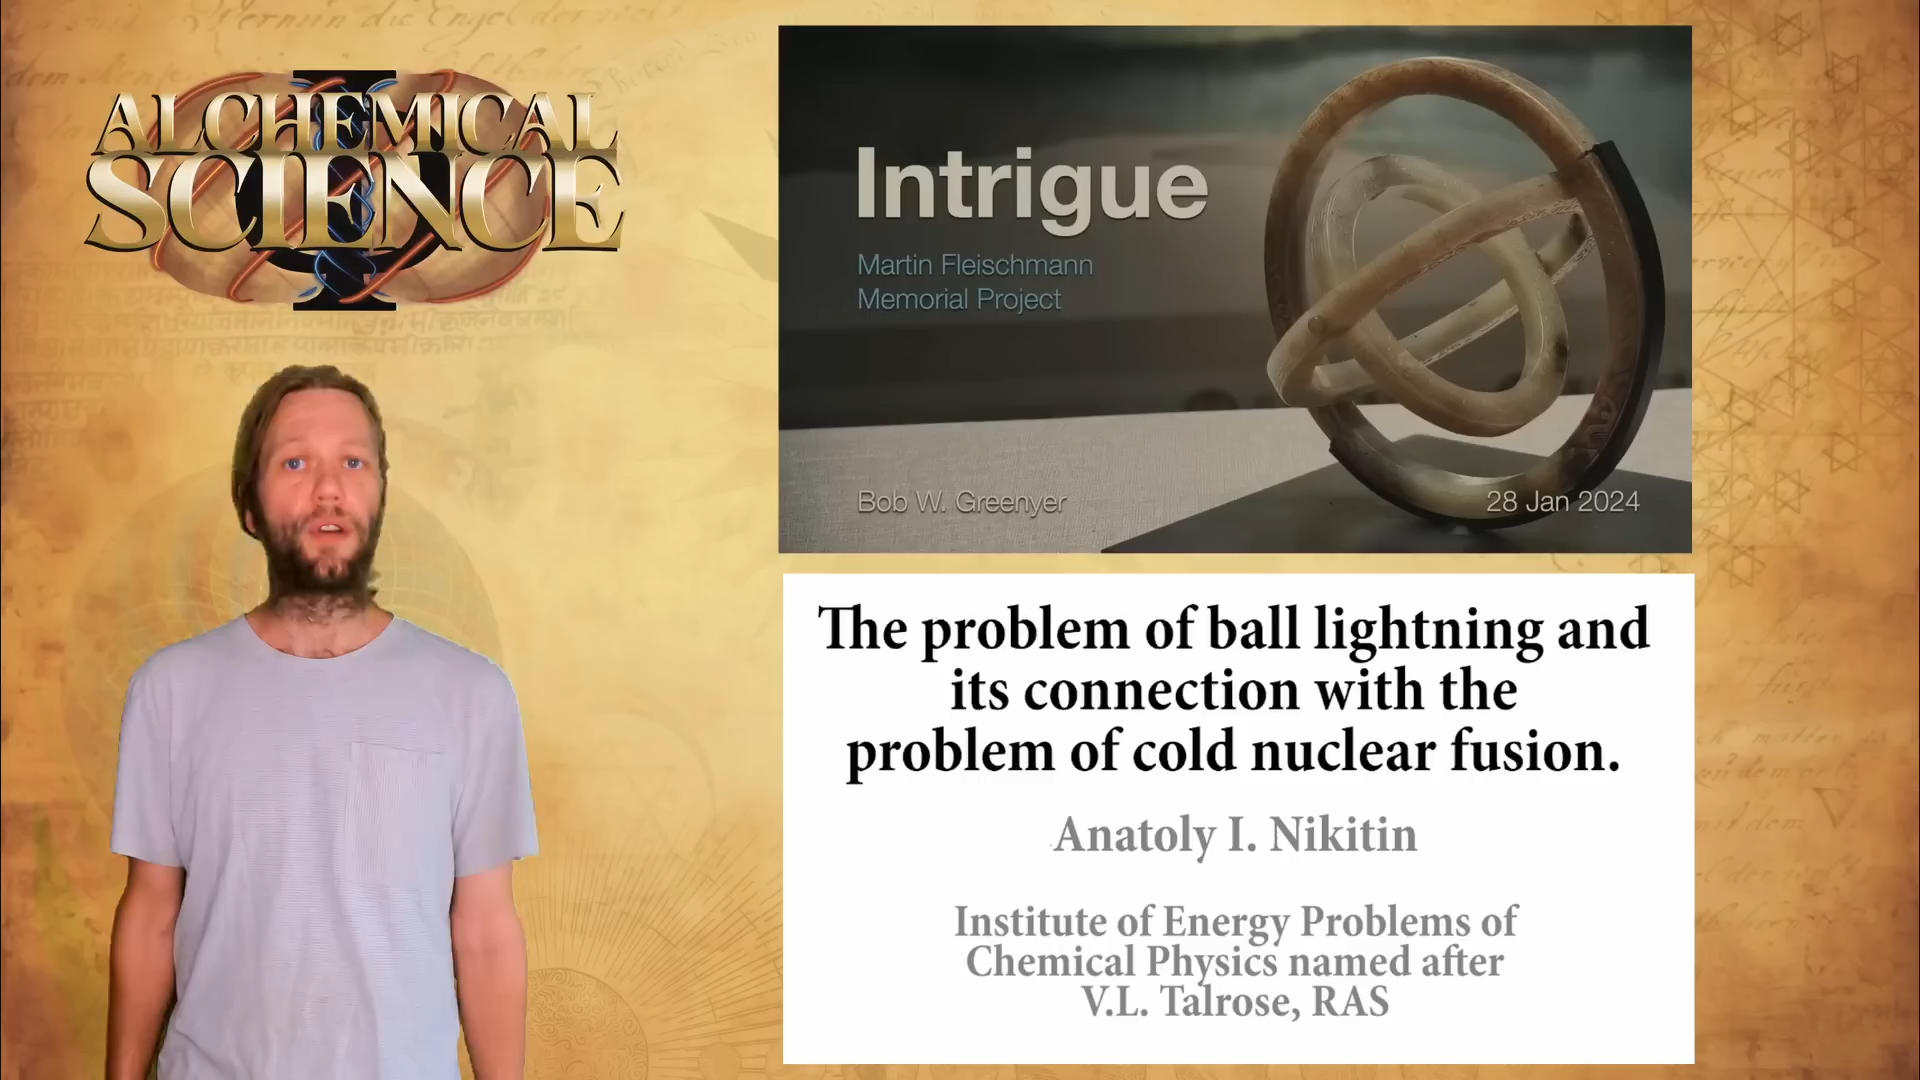 ALCHEMICAL
SCIENCE
Intrigue
Martin Fleischmann
Memorial Project
Bob W. Greenyer
28 Jan 2024
The problem of ball lightning and
its connection with the
problem of cold nuclear fusion.
Anatoly I. Nikitin
Institute of Energy Problems of
Chemical Physics named after
V.L. Talrose, RAS